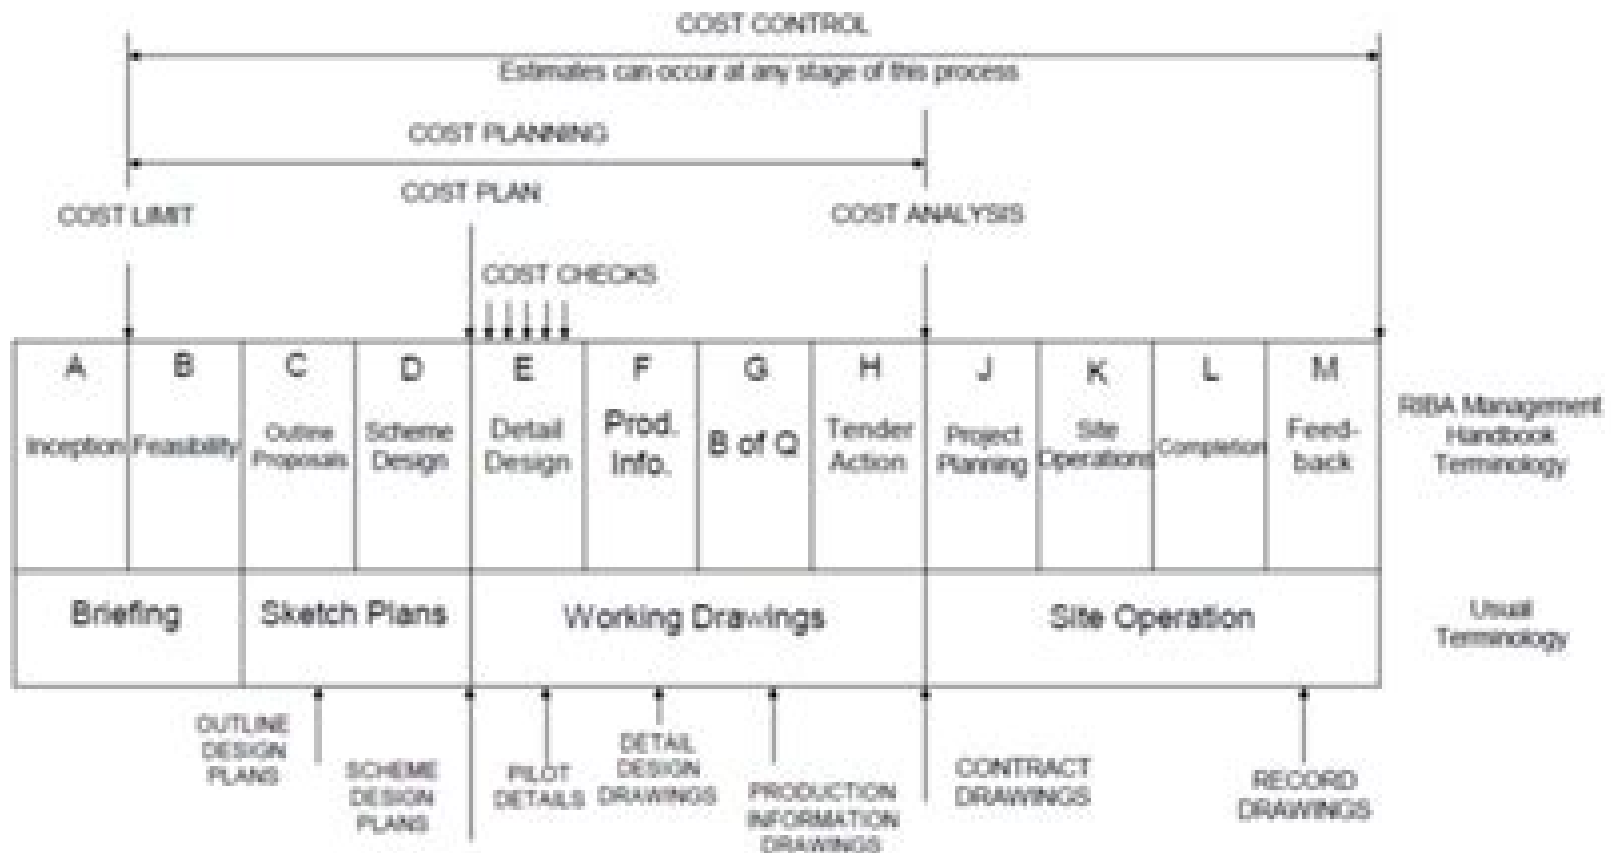 COST CONTROL
Estimates can occur at any stage of this process
COST PLANNING
COST PLAN
COST LIMIT
COST ANALYSIS
COST CHECKS
A
B
C
D
E
F
G
H
J
K
L
M
Inception
Feasibility
Outline
Proposals
Scheme
Design
Detail
Design
Prod.
Info.
B of Q
Tender
Action
Project
Planning
Site
Operations
Completion
Feed-
back
RIBA Management
Handbook
Terminology
Briefing
Sketch Plans
Working Drawings
Site Operation
Usual
Terminology
OUTLINE
DESIGN
PLANS
SCHEME
DESIGN
PLANS
PILOT
DETAILS
DETAIL
DESIGN
DRAWINGS
PRODUCTION
INFORMATION
DRAWINGS
CONTRACT
DRAWINGS
RECORD
DRAWINGS